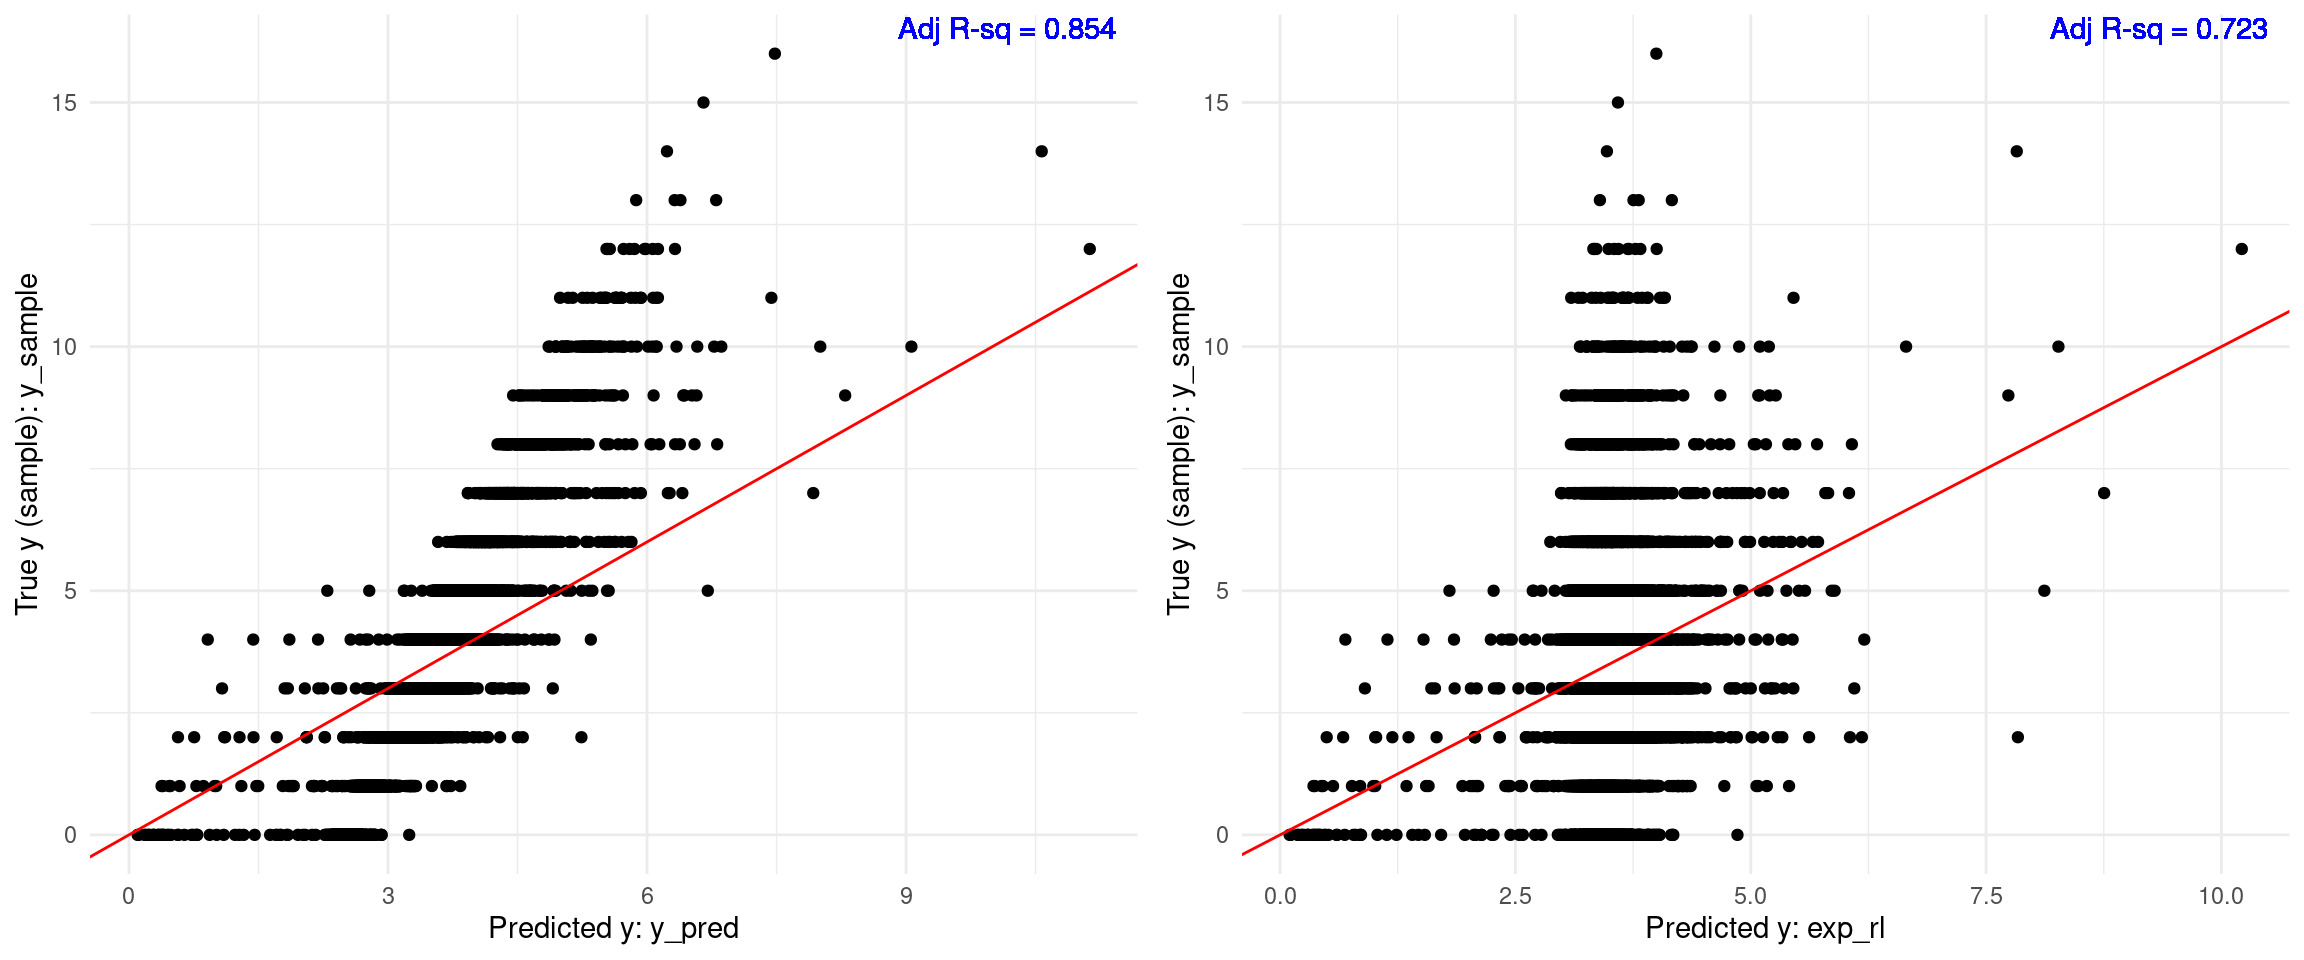 Adj R-sq = 0.854
15
10
5
0
True y (sample): y_sample
0
3
6
9
Predicted y: y_pred
Adj R-sq = 0.723
15
10
5
0
True y (sample): y_sample
0.0
2.5
5.0
7.5
10.0
Predicted y: exp_rl